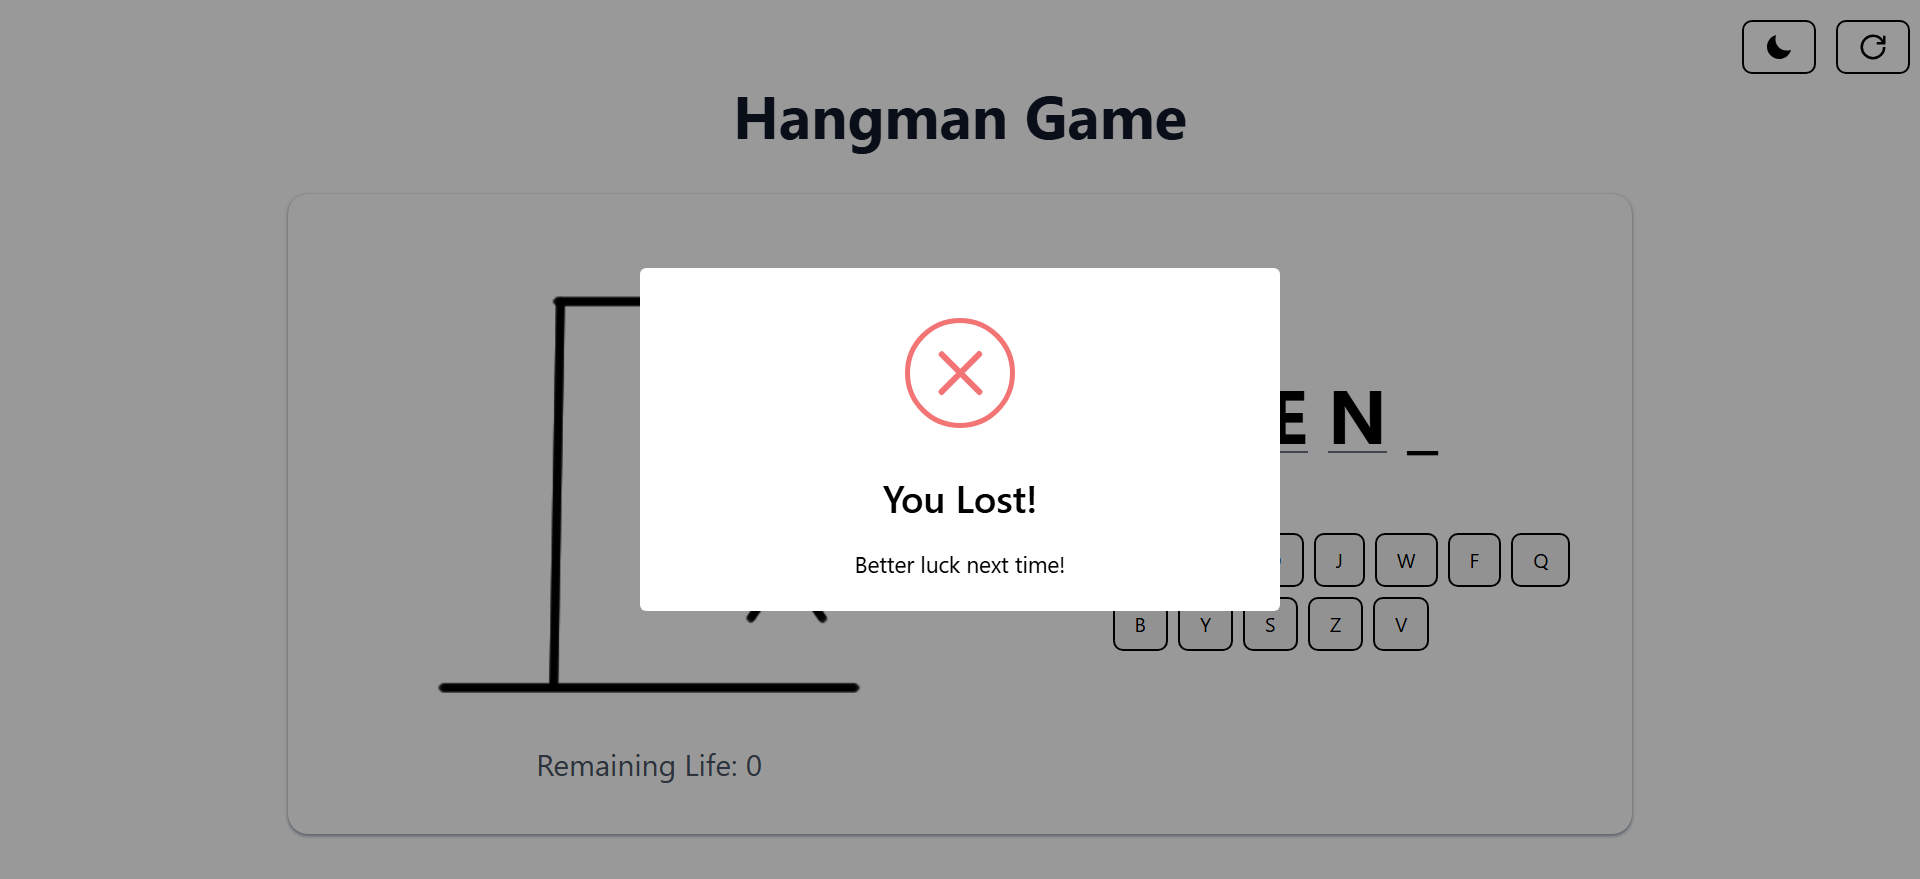 Hangman Game
E N _
You Lost!
Better luck next time!
J W F Q
B Y S Z V
Remaining Life: 0